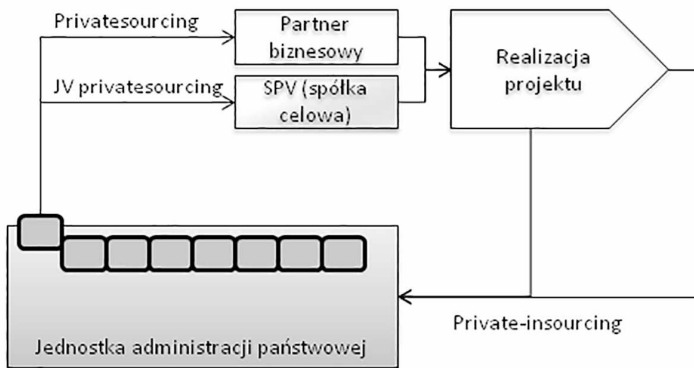 Privatesourcing
Partner
biznesowy
Realizacja
projektu
JV privatesourcing
SPV (spółka
celowa)
Private-insourcing
Jednostka administracji państwowej